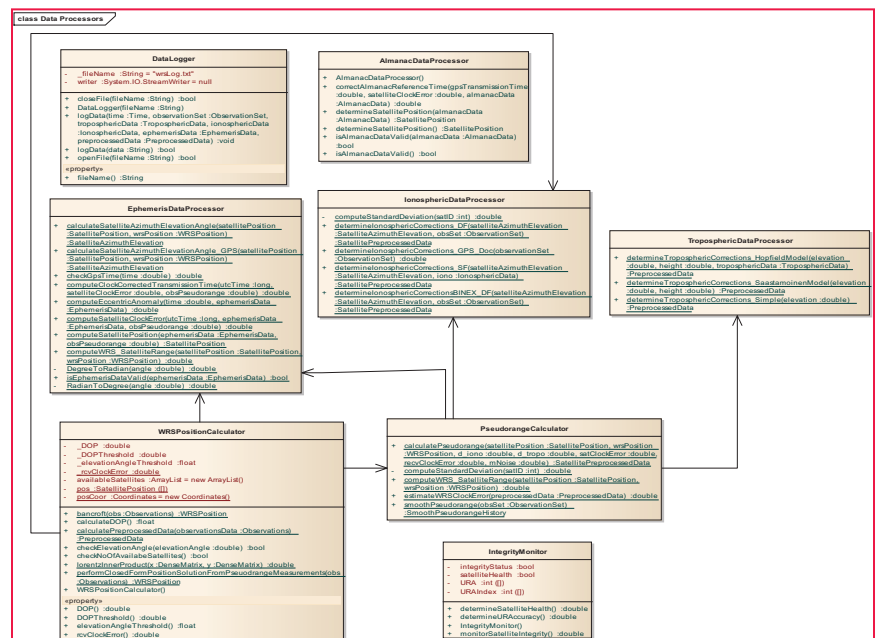 class Data Processors
DataLogger
- _fileName :String = "wrsLog.txt"
- writer :System.IO.StreamWriter = null
+ closeFile(fileName :String) :bool
+ DataLogger(fileName :String)
+ logData(time :Time, observationSet :ObservationSet,
troposphericData :TroposphericData, ionosphericData
:IonosphericData, ephemerisData :EphemerisData,
preprocessedData :PreprocessedData) :void
+ logData(data :String) :bool
+ openFile(fileName :String) :bool
«property»
+ fileName() :String
AlmanacDataProcessor
+ AlmanacDataProcessor()
+ correctAlmanacReferenceTime(gpsTransmissionTime
:double, satelliteClockError :double, almanacData
:AlmanacData) :double
+ determineSatellitePosition(almanacData
:AlmanacData) :SatellitePosition
+ determineSatellitePosition() :SatellitePosition
+ isAlmanacDataValid(almanacData :AlmanacData)
:bool
+ isAlmanacDataValid() :bool
EphemerisDataProcessor
+ calculateSatelliteAzimuthElevationAngle(satellitePosition
:SatellitePosition, wrsPosition :WRSPosition)
:SatelliteAzimuthElevation
+ calculateSatelliteAzimuthElevationAngle_GPS(satellitePosition
:SatellitePosition, wrsPosition :WRSPosition)
:SatelliteAzimuthElevation
+ checkGpsTime(time :double) :double
+ computeClockCorrectedTransmissionTime(utcTime :long,
satelliteClockError :double, obsPseudorange :double) :double
+ computeEccentricAnomaly(time :double, ephemerisData
:EphemerisData) :double
+ computeSatelliteClockError(utcTime :long, ephemerisData
:EphemerisData, obsPseudorange :double) :double
+ computeSatellitePosition(ephemerisData :EphemerisData,
obsPseudorange :double) :SatellitePosition
+ computeWRS_SatelliteRange(satellitePosition :SatellitePosition,
wrsPosition :WRSPosition) :double
- DegreeToRadian(angle :double) :double
+ isEphemerisDataValid(ephemerisData :EphemerisData) :bool
- RadianToDegree(angle :double) :double
IonosphericDataProcessor
- computeStandardDeviation(satID :int) :double
+ determineIonosphericCorrections_DF(satelliteAzimuthElevation
:SatelliteAzimuthElevation, obsSet :ObservationSet)
:SatellitePreprocessedData
+ determineIonosphericCorrections_GPS_Doc(observationSet
:ObservationSet) :double
+ determineIonosphericCorrections_SF(satelliteAzimuthElevation
:SatelliteAzimuthElevation, iono :IonosphericData)
:SatellitePreprocessedData
+ determineIonosphericCorrectionsBINEX_DF(satelliteAzimuthElevation
:SatelliteAzimuthElevation, obsSet :ObservationSet)
:SatellitePreprocessedData
TroposphericDataProcessor
+ determineTroposphericCorrections_HopfieldModel(elevation
:double, height :double, troposphericData :TroposphericData)
:PreprocessedData
+ determineTroposphericCorrections_SaastamoinenModel(elevation
:double, height :double) :PreprocessedData
+ determineTroposphericCorrections_Simple(elevation :double)
:PreprocessedData
WRSPositionCalculator
- _DOP :double
- _DOPThreshold :double
- _elevationAngleThreshold :float
- _rcvClockError :double
- availableSatellites :ArrayList = new ArrayList()
- pos :SatellitePosition ([])
- posCoor :Coordinates = new Coordinates()
+ bancroft(obs :Observations) :WRSPosition
+ calculateDOP() :float
+ calculatePreprocessedData(observationsData :Observations)
:PreprocessedData
+ checkElevationAngle(elevationAngle :double) :bool
+ checkNoOfAvailabeSatellites() :bool
+ lorentzInnerProduct(x :DenseMatrix, y :DenseMatrix) :double
+ performClosedFormPositionSolutionFromPseuodrangeMeasurements(obs
:Observations) :WRSPosition
+ WRSPositionCalculator()
«property»
+ DOP() :double
+ DOPThreshold() :double
+ elevationAngleThreshold() :float
+ rcvClockError() :double
PseudorangeCalculator
+ calculatePseudorange(satellitePosition :SatellitePosition, wrsPosition
:WRSPosition, d_iono :double, d_tropo :double, satClockError :double,
recvClockError :double, mNoise :double) :SatellitePreprocessedData
- computeStandardDeviation(satID :int) :double
+ computeWRS_SatelliteRange(satellitePosition :SatellitePosition,
wrsPosition :WRSPosition) :double
+ estimateWRSClockError(preprocessedData :PreprocessedData) :double
+ smoothPseudorange(obsSet :ObservationSet)
:SmoothPseudorangeHistory
IntegrityMonitor
- integrityStatus :bool
- satelliteHealth :bool
- URA :int ([])
- URAIndex :int ([])
+ determineSatelliteHealth() :double
+ determineURAccuracy() :double
+ IntegrityMonitor()
+ monitorSatelliteIntegrity() :double